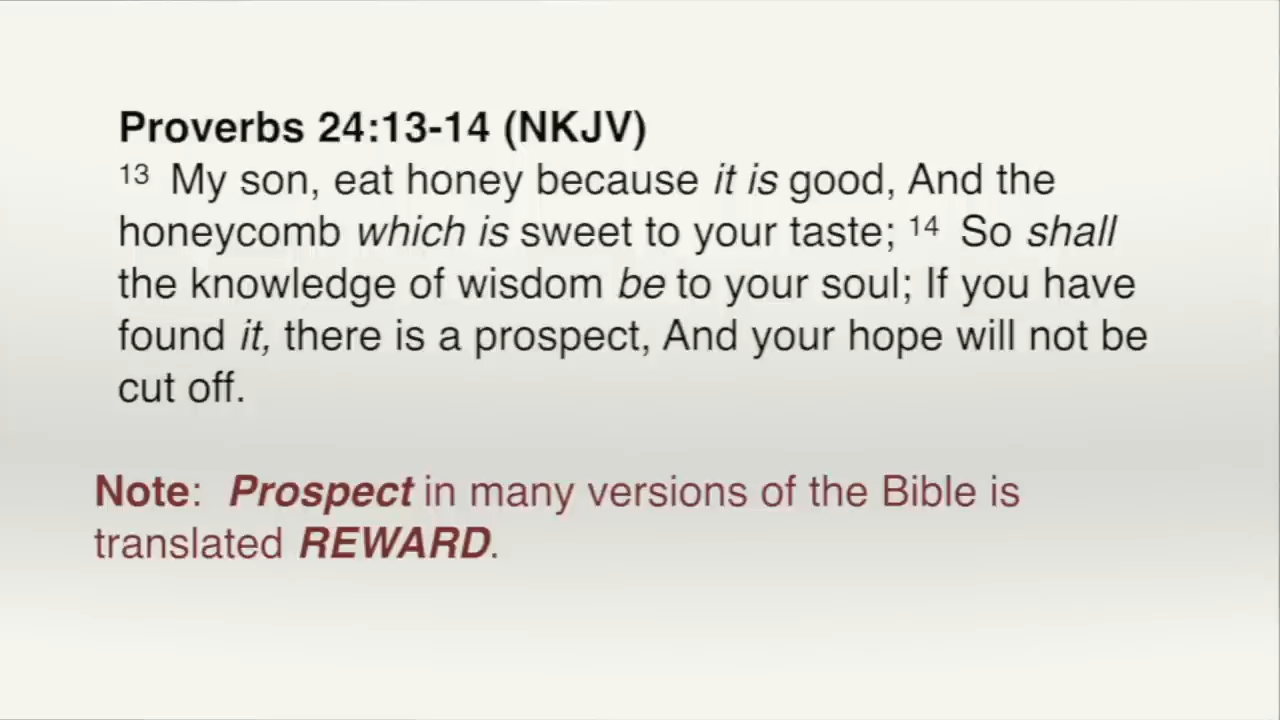 Proverbs 24:13-14 (NKJV)
13 My son, eat honey because it is good, And the
honeycomb which is sweet to your taste; 14 So shall
the knowledge of wisdom be to your soul; If you have
found it, there is a prospect, And your hope will not be
cut off.
Note: Prospect in many versions of the Bible is
translated REWARD.